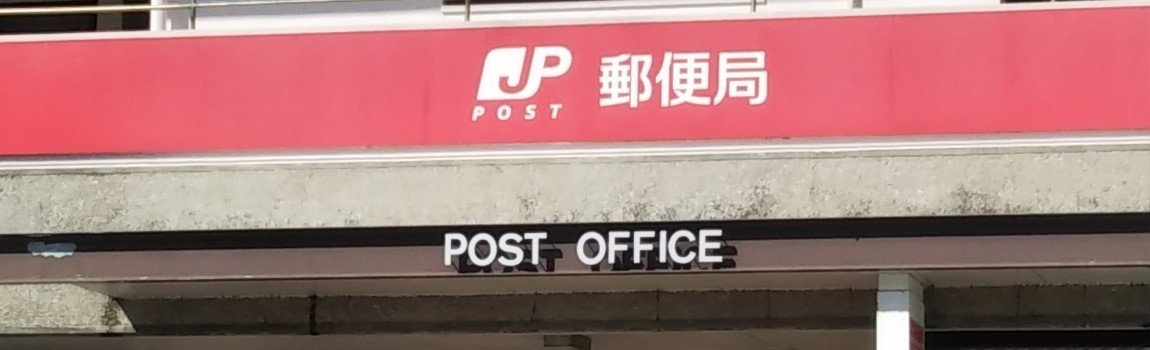 JP 郵便局
POST
POST OFFICE